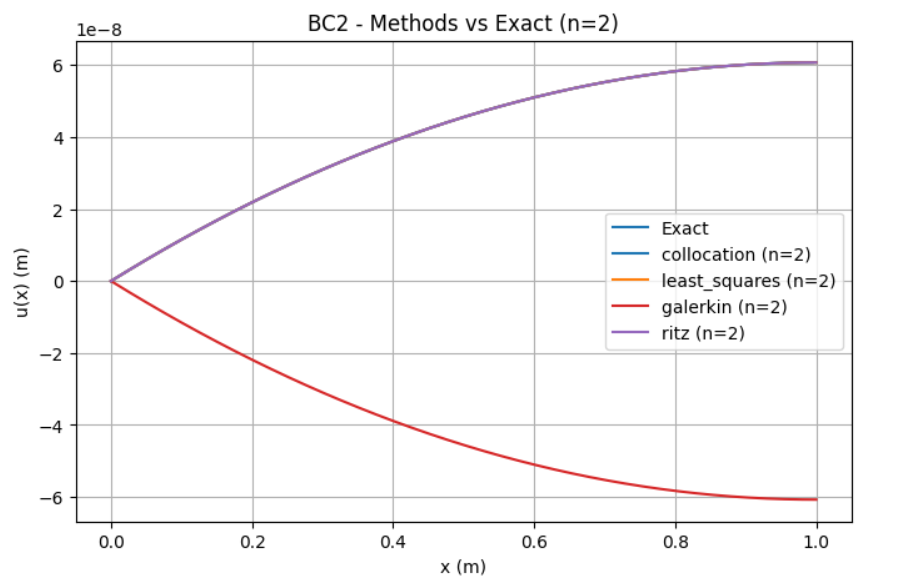 BC2 - Methods vs Exact (n=2)
1e−8
6
4
2
0
−2
−4
−6
u(x) (m)
Exact
collocation (n=2)
least_squares (n=2)
galerkin (n=2)
ritz (n=2)
0.0 0.2 0.4 0.6 0.8 1.0
x (m)